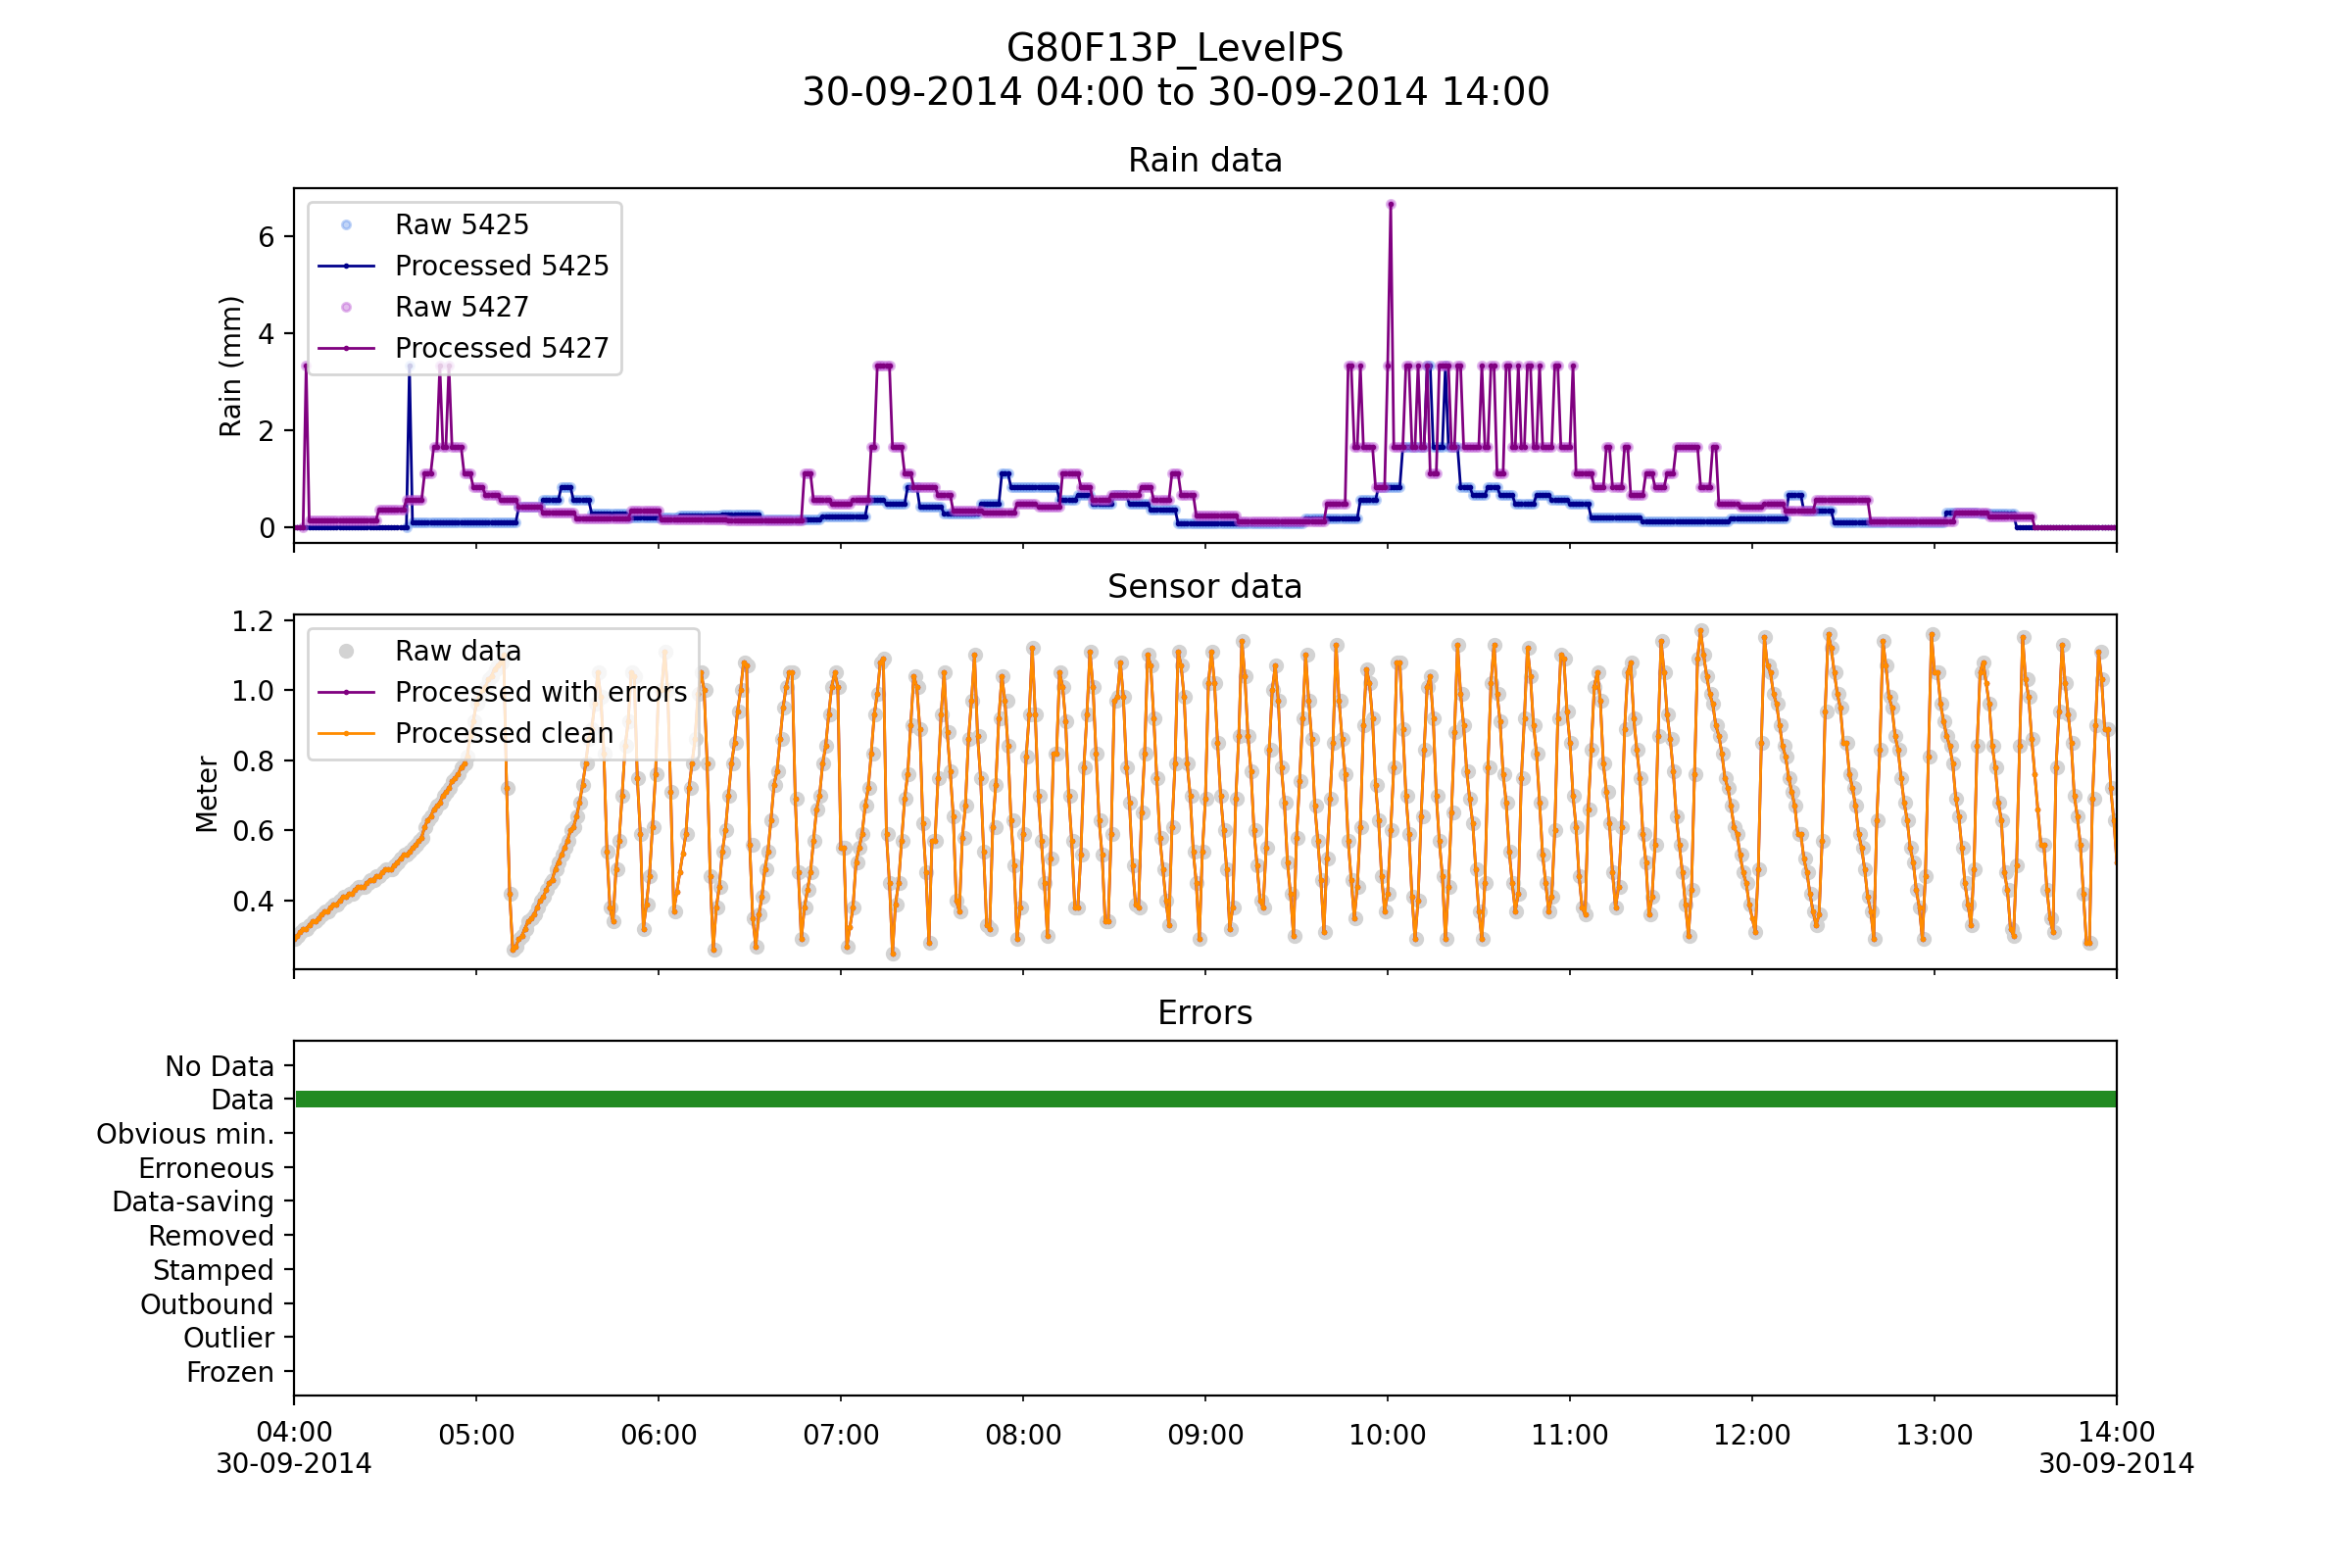 G80F13P_LevelPS
30-09-2014 04:00 to 30-09-2014 14:00
Rain data
Rain (mm)
6
4
2
0
Raw 5425
Processed 5425
Raw 5427
Processed 5427
Sensor data
Meter
1.2
1.0
0.8
0.6
0.4
Raw data
Processed with errors
Processed clean
Errors
No Data
Data
Obvious min.
Erroneous
Data-saving
Removed
Stamped
Outbound
Outlier
Frozen
04:00 05:00 06:00 07:00 08:00 09:00 10:00 11:00 12:00 13:00 14:00
30-09-2014 30-09-2014